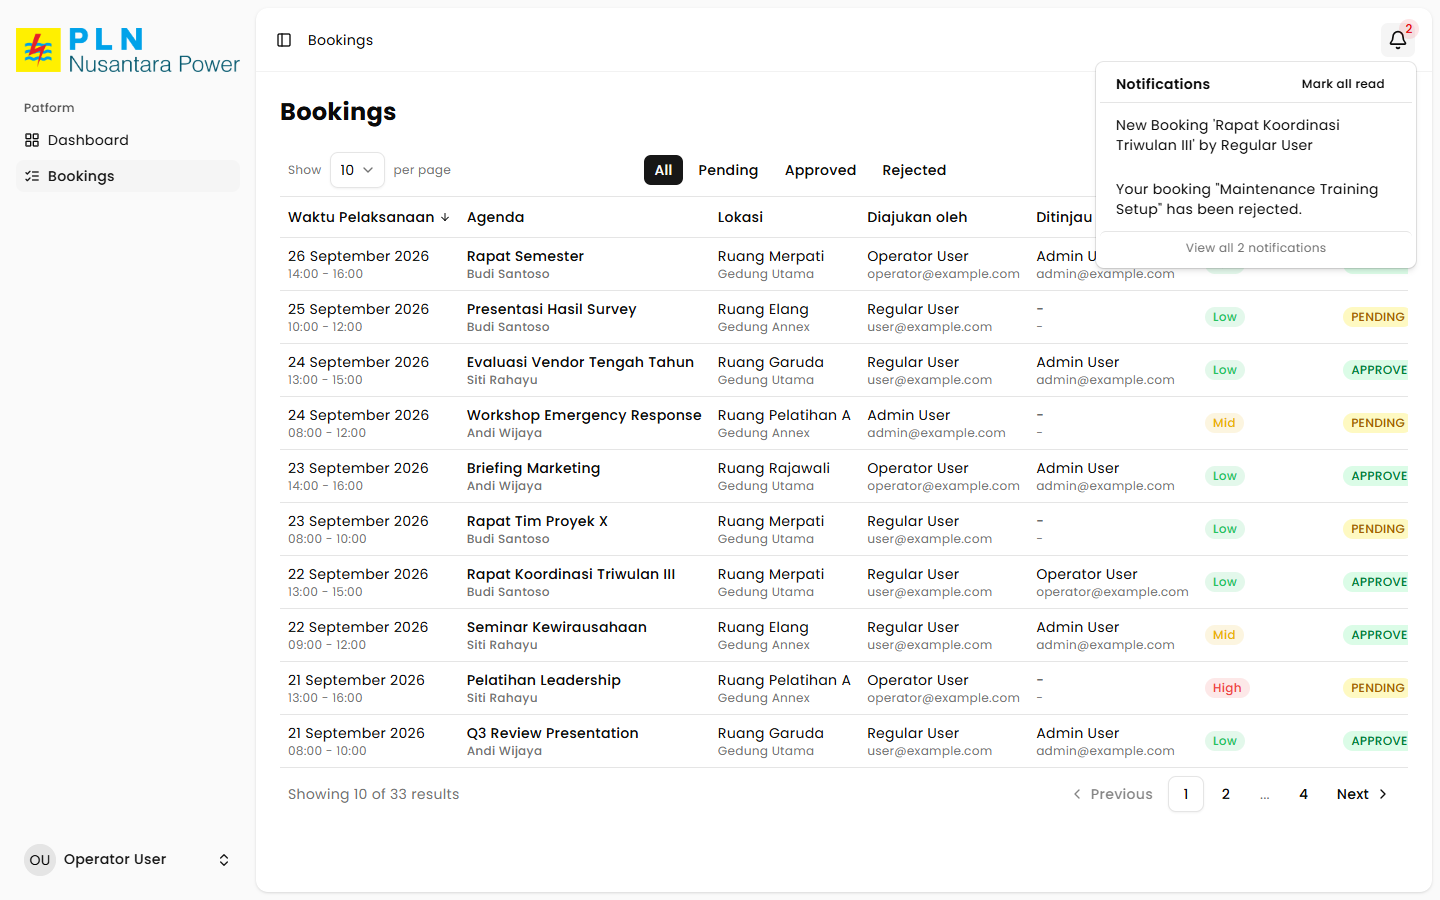 PLN
Nusantara Power
Patform
Dashboard
Bookings
Operator User
OU
Bookings
2
Notifications
Mark all read
New Booking 'Rapat Koordinasi
Triwulan III' by Regular User
Your booking "Maintenance Training
Setup" has been rejected.
View all 2 notifications
Bookings
Show 10 per page
All Pending Approved Rejected
Waktu Pelaksanaan Agenda Lokasi Diajukan oleh Ditinjau
26 September 2026 Rapat Semester Ruang Merpati Operator User Admin U
14:00 - 16:00 Budi Santoso Gedung Utama operator@example.com admin@example.com
25 September 2026 Presentasi Hasil Survey Ruang Elang Regular User - Low PENDING
10:00 - 12:00 Budi Santoso Gedung Annex user@example.com -
24 September 2026 Evaluasi Vendor Tengah Tahun Ruang Garuda Regular User Admin User Low APPROVE
13:00 - 15:00 Siti Rahayu Gedung Utama user@example.com admin@example.com
24 September 2026 Workshop Emergency Response Ruang Pelatihan A Admin User - Mid PENDING
08:00 - 12:00 Andi Wijaya Gedung Annex admin@example.com -
23 September 2026 Briefing Marketing Ruang Rajawali Operator User Admin User Low APPROVE
14:00 - 16:00 Andi Wijaya Gedung Utama operator@example.com admin@example.com
23 September 2026 Rapat Tim Proyek X Ruang Merpati Regular User - Low PENDING
08:00 - 10:00 Budi Santoso Gedung Utama user@example.com -
22 September 2026 Rapat Koordinasi Triwulan III Ruang Merpati Regular User Operator User Low APPROVE
13:00 - 15:00 Budi Santoso Gedung Utama user@example.com operator@example.com
22 September 2026 Seminar Kewirausahaan Ruang Elang Regular User Admin User Mid APPROVE
09:00 - 12:00 Siti Rahayu Gedung Annex user@example.com admin@example.com
21 September 2026 Pelatihan Leadership Ruang Pelatihan A Operator User - High PENDING
13:00 - 16:00 Siti Rahayu Gedung Annex operator@example.com -
21 September 2026 Q3 Review Presentation Ruang Garuda Regular User Admin User Low APPROVE
08:00 - 10:00 Andi Wijaya Gedung Utama user@example.com admin@example.com
Showing 10 of 33 results
Previous 1 2 ... 4 Next